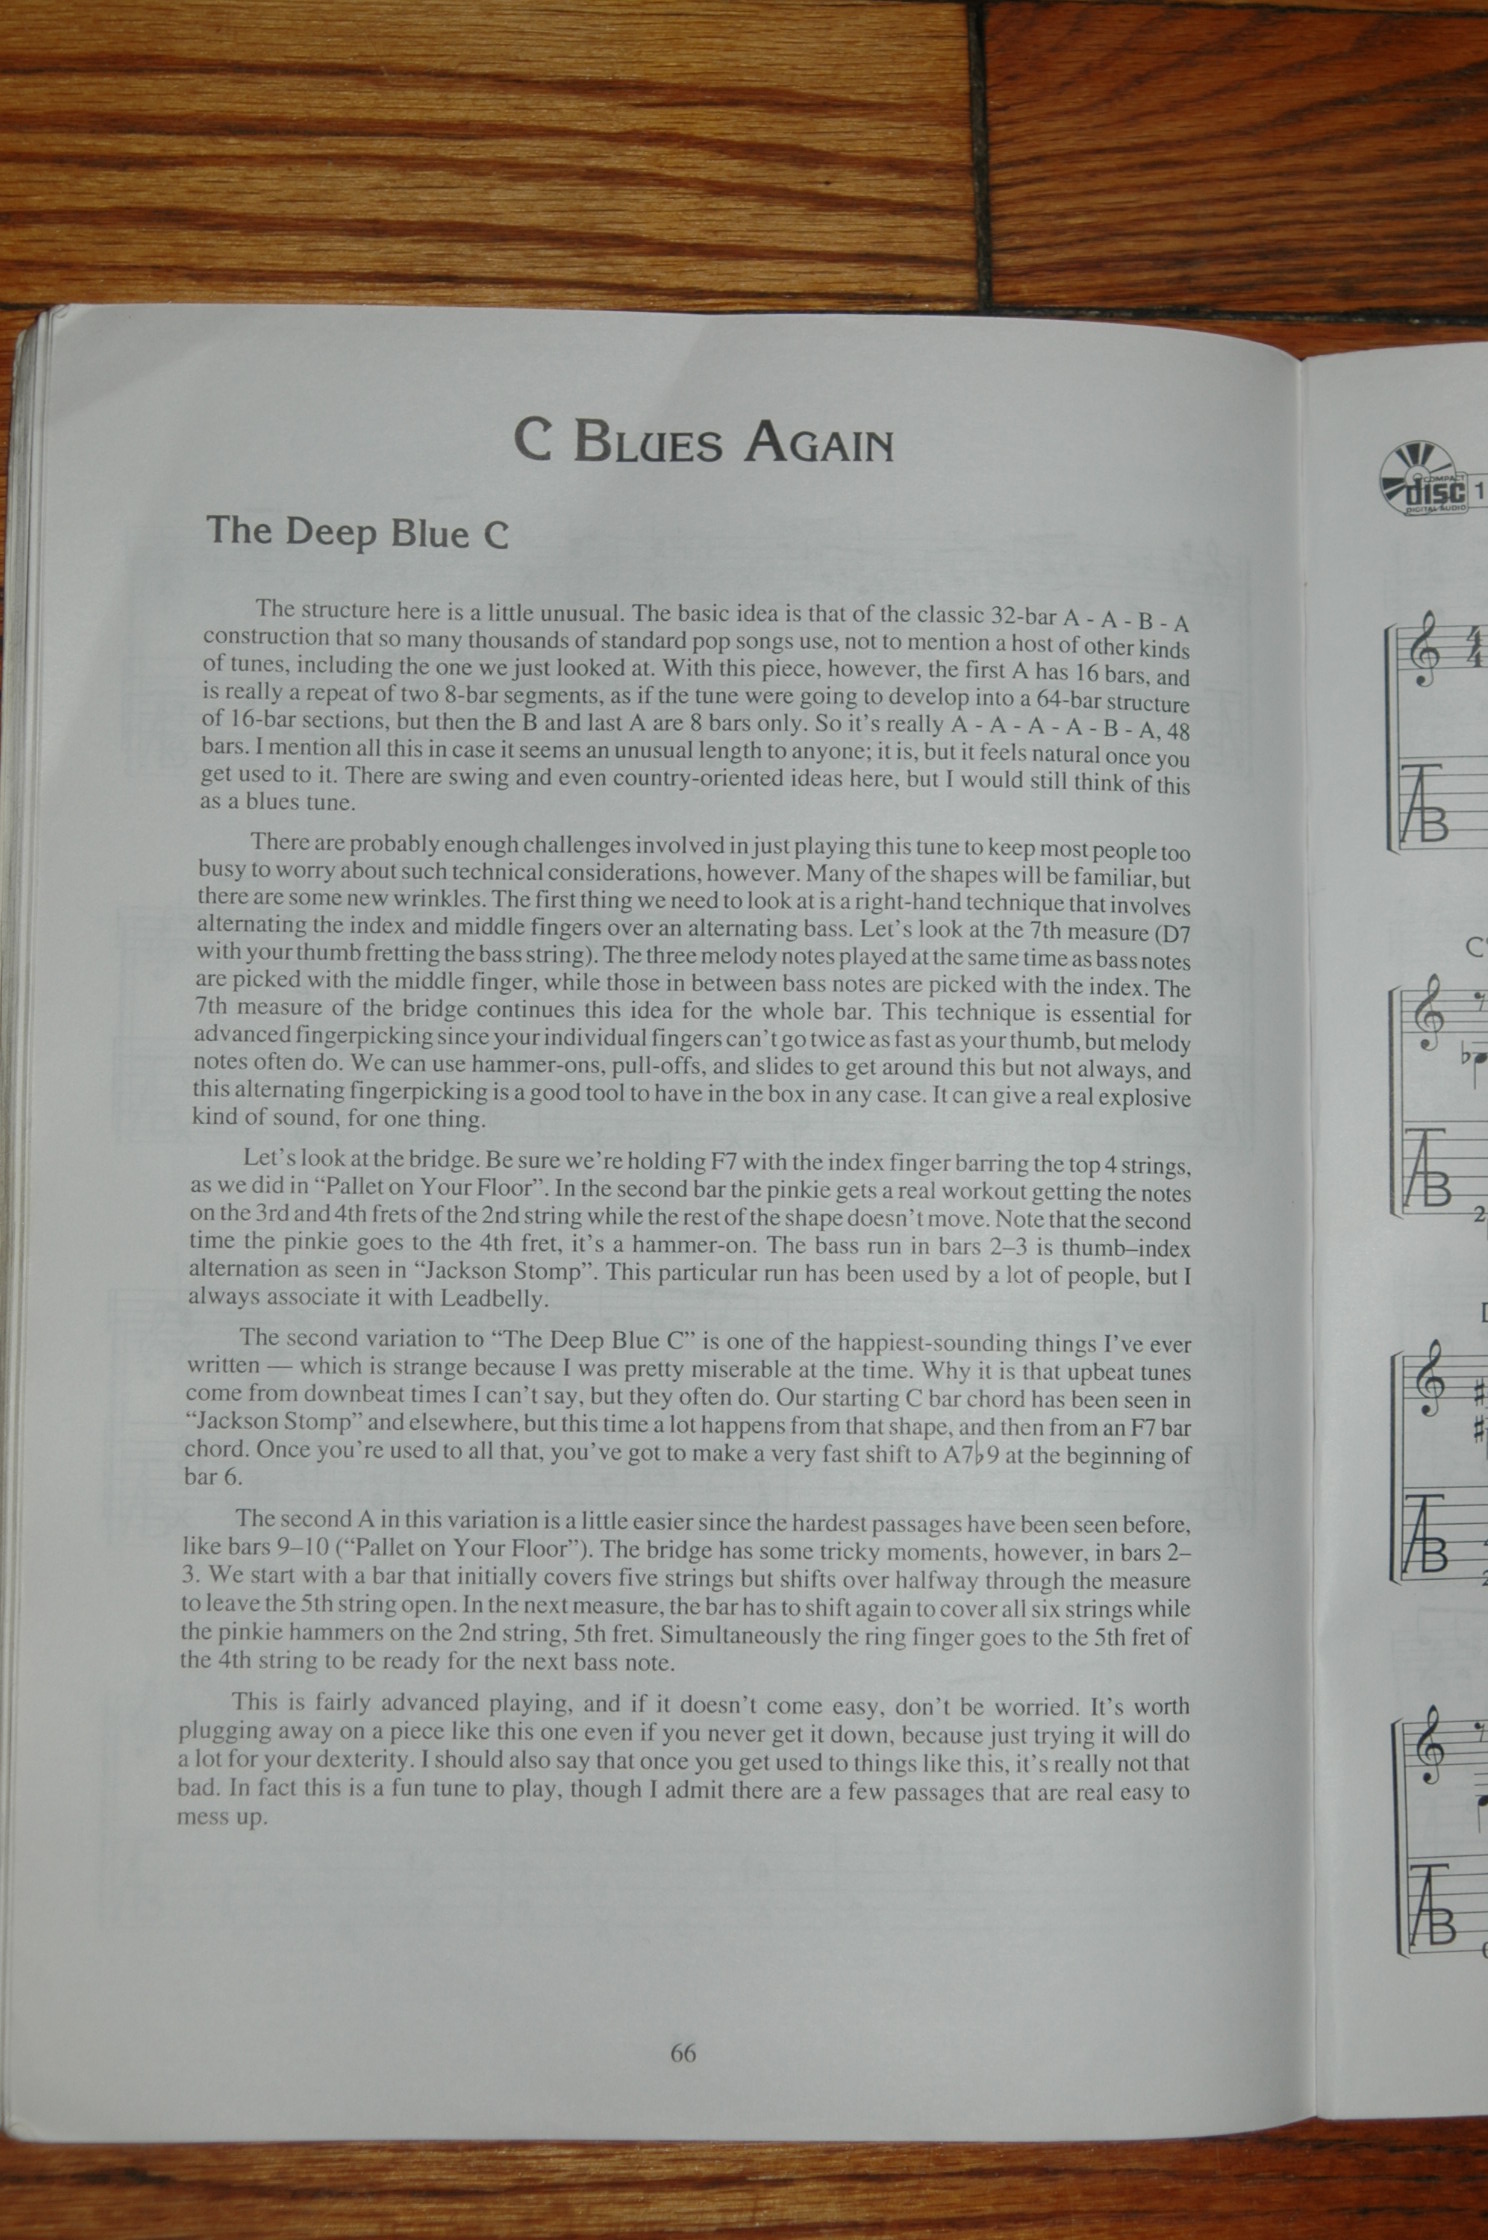 C BLUES AGAIN
The Deep Blue C
The structure here is a little unusual. The basic idea is that of the classic 32-bar A - A - B - A
construction that so many thousands of standard pop songs use, not to mention a host of other kinds
of tunes, including the one we just looked at. With this piece, however, the first A has 16 bars, and
is really a repeat of two 8-bar segments, as if the tune were going to develop into a 64-bar structure
of 16-bar sections, but then the B and last A are 8 bars only. So it's really A - A - A - A - B - A, 48
bars. I mention all this in case it seems an unusual length to anyone; it is, but it feels natural once you
get used to it. There are swing and even country-oriented ideas here, but I would still think of this
as a blues tune.
There are probably enough challenges involved in just playing this tune to keep most people too
busy to worry about such technical considerations, however. Many of the shapes will be familiar, but
there are some new wrinkles. The first thing we need to look at is a right-hand technique that involves
alternating the index and middle fingers over an alternating bass. Let's look at the 7th measure (D7
with your thumb fretting the bass string). The three melody notes played at the same time as bass notes
are picked with the middle finger, while those in between bass notes are picked with the index. The
7th measure of the bridge continues this idea for the whole bar. This technique is essential for
advanced fingerpicking since your individual fingers can't go twice as fast as your thumb, but melody
notes often do. We can use hammer-ons, pull-offs, and slides to get around this but not always, and
this alternating fingerpicking is a good tool to have in the box in any case. It can give a real explosive
kind of sound, for one thing.
Let's look at the bridge. Be sure we're holding F7 with the index finger barring the top 4 strings,
as we did in “Pallet on Your Floor”. In the second bar the pinkie gets a real workout getting the notes
on the 3rd and 4th frets of the 2nd string while the rest of the shape doesn't move. Note that the second
time the pinkie goes to the 4th fret, it's a hammer-on. The bass run in bars 2–3 is thumb–index
alternation as seen in “Jackson Stomp”. This particular run has been used by a lot of people, but I
always associate it with Leadbelly.
The second variation to “The Deep Blue C” is one of the happiest-sounding things I've ever
written — which is strange because I was pretty miserable at the time. Why it is that upbeat tunes
come from downbeat times I can't say, but they often do. Our starting C bar chord has been seen in
“Jackson Stomp” and elsewhere, but this time a lot happens from that shape, and then from an F7 bar
chord. Once you're used to all that, you've got to make a very fast shift to A7♭9 at the beginning of
bar 6.
The second A in this variation is a little easier since the hardest passages have been seen before,
like bars 9–10 (“Pallet on Your Floor”). The bridge has some tricky moments, however, in bars 2–
3. We start with a bar that initially covers five strings but shifts over halfway through the measure
to leave the 5th string open. In the next measure, the bar has to shift again to cover all six strings while
the pinkie hammers on the 2nd string, 5th fret. Simultaneously the ring finger goes to the 5th fret of
the 4th string to be ready for the next bass note.
This is fairly advanced playing, and if it doesn't come easy, don't be worried. It's worth
plugging away on a piece like this one even if you never get it down, because just trying it will do
a lot for your dexterity. I should also say that once you get used to things like this, it's really not that
bad. In fact this is a fun tune to play, though I admit there are a few passages that are real easy to
mess up.
66
COMPACT
disc 1
DIGITAL AUDIO
4
4
TAB
TAB
2
TAB
TAB